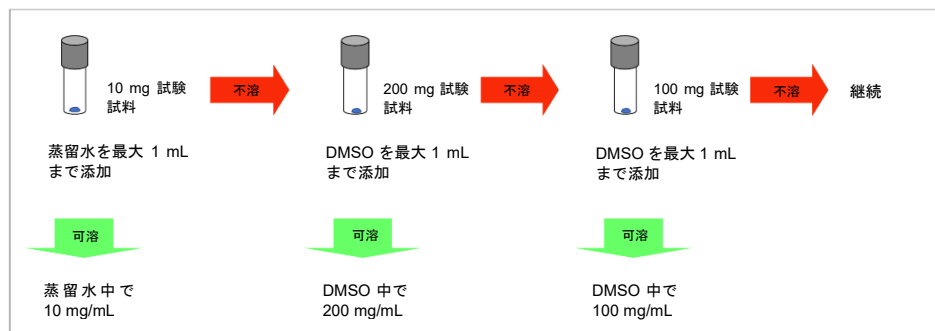 10 mg 試験
試料
不溶
200 mg 試験
試料
不溶
100 mg 試験
試料
不溶
継続
蒸留水を最大 1 mL
まで添加
DMSO を最大 1 mL
まで添加
DMSO を最大 1 mL
まで添加
可溶
可溶
可溶
蒸留水中で
10 mg/mL
DMSO 中で
200 mg/mL
DMSO 中で
100 mg/mL